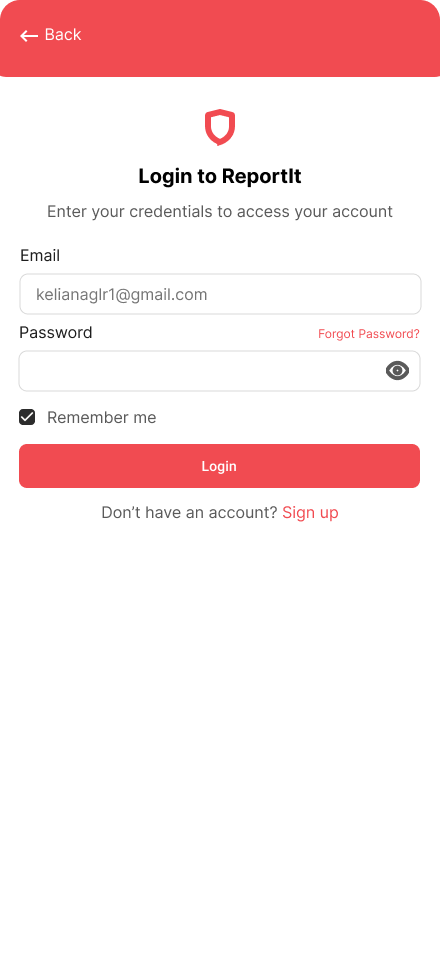 Back
Login to ReportIt
Enter your credentials to access your account
Email
kelianaglr1@gmail.com
Password Forgot Password?
Remember me
Login
Don’t have an account? Sign up